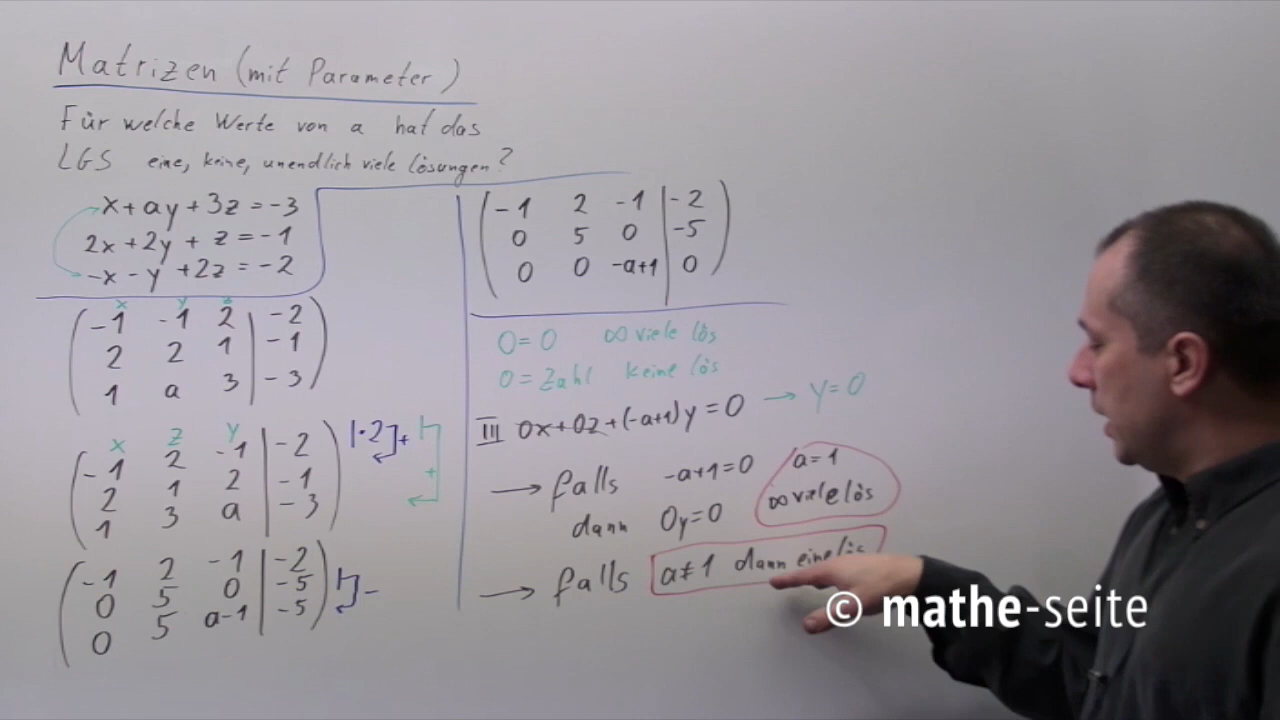 Matrizen (mit Parameter)
Für welche Werte von a hat das
LGS eine, keine, unendlich viele Lösungen?
x+ay+3z=-3
2x+2y+z=-1
-x-y+2z=-2
x y z
-1 -1 2 | -2
2 2 1 | -1
1 a 3 | -3
x z y
-1 2 -1 | -2 |·2 +
2 1 2 | -1 +
1 3 a | -3
-1 2 -1 | -2
0 5 0 | -5 -
0 5 a-1 | -5
-1 2 -1 | -2
0 5 0 | -5
0 0 -a+1 | 0
0=0 ∞ viele lös
0=Zahl keine lös
III 0x+0z+(-a+1)y=0 → y=0
→ falls -a+1=0 a=1
dann 0y=0 ∞ viele lös
→ falls a≠1 dann eine lös
© mathe-seite